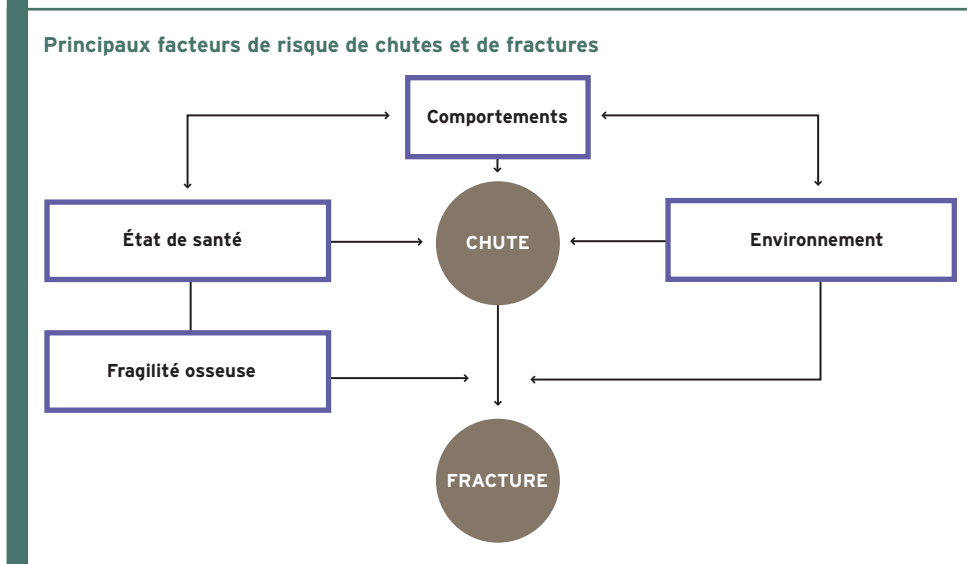 Principaux facteurs de risque de chutes et de fractures
Comportements
État de santé
CHUTE
Environnement
Fragilité osseuse
FRACTURE